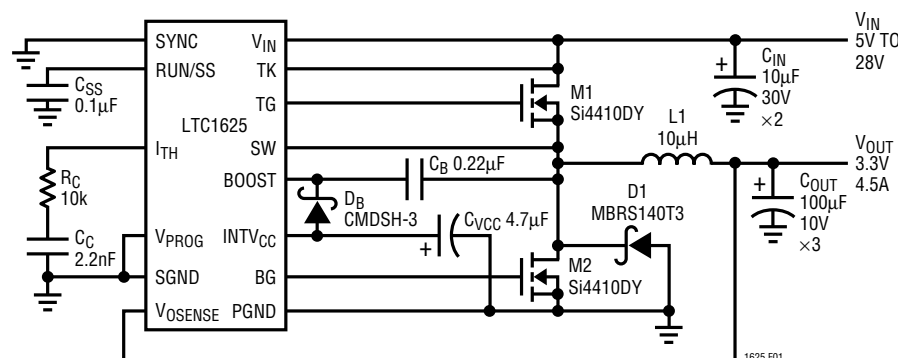 SYNC
RUN/SS
LTC1625
I_TH
V_PROG
SGND
V_OSENSE
V_IN
TK
TG
SW
BOOST
INTV_CC
BG
PGND
C_SS
0.1µF
R_C
10k
C_C
2.2nF
D_B
CMDSH-3
C_B 0.22µF
C_VCC 4.7µF
+
M1
Si4410DY
M2
Si4410DY
L1
10µH
D1
MBRS140T3
+
C_IN
10µF
30V
×2
V_IN
5V TO
28V
V_OUT
3.3V
4.5A
+
C_OUT
100µF
10V
×3
1625 F01